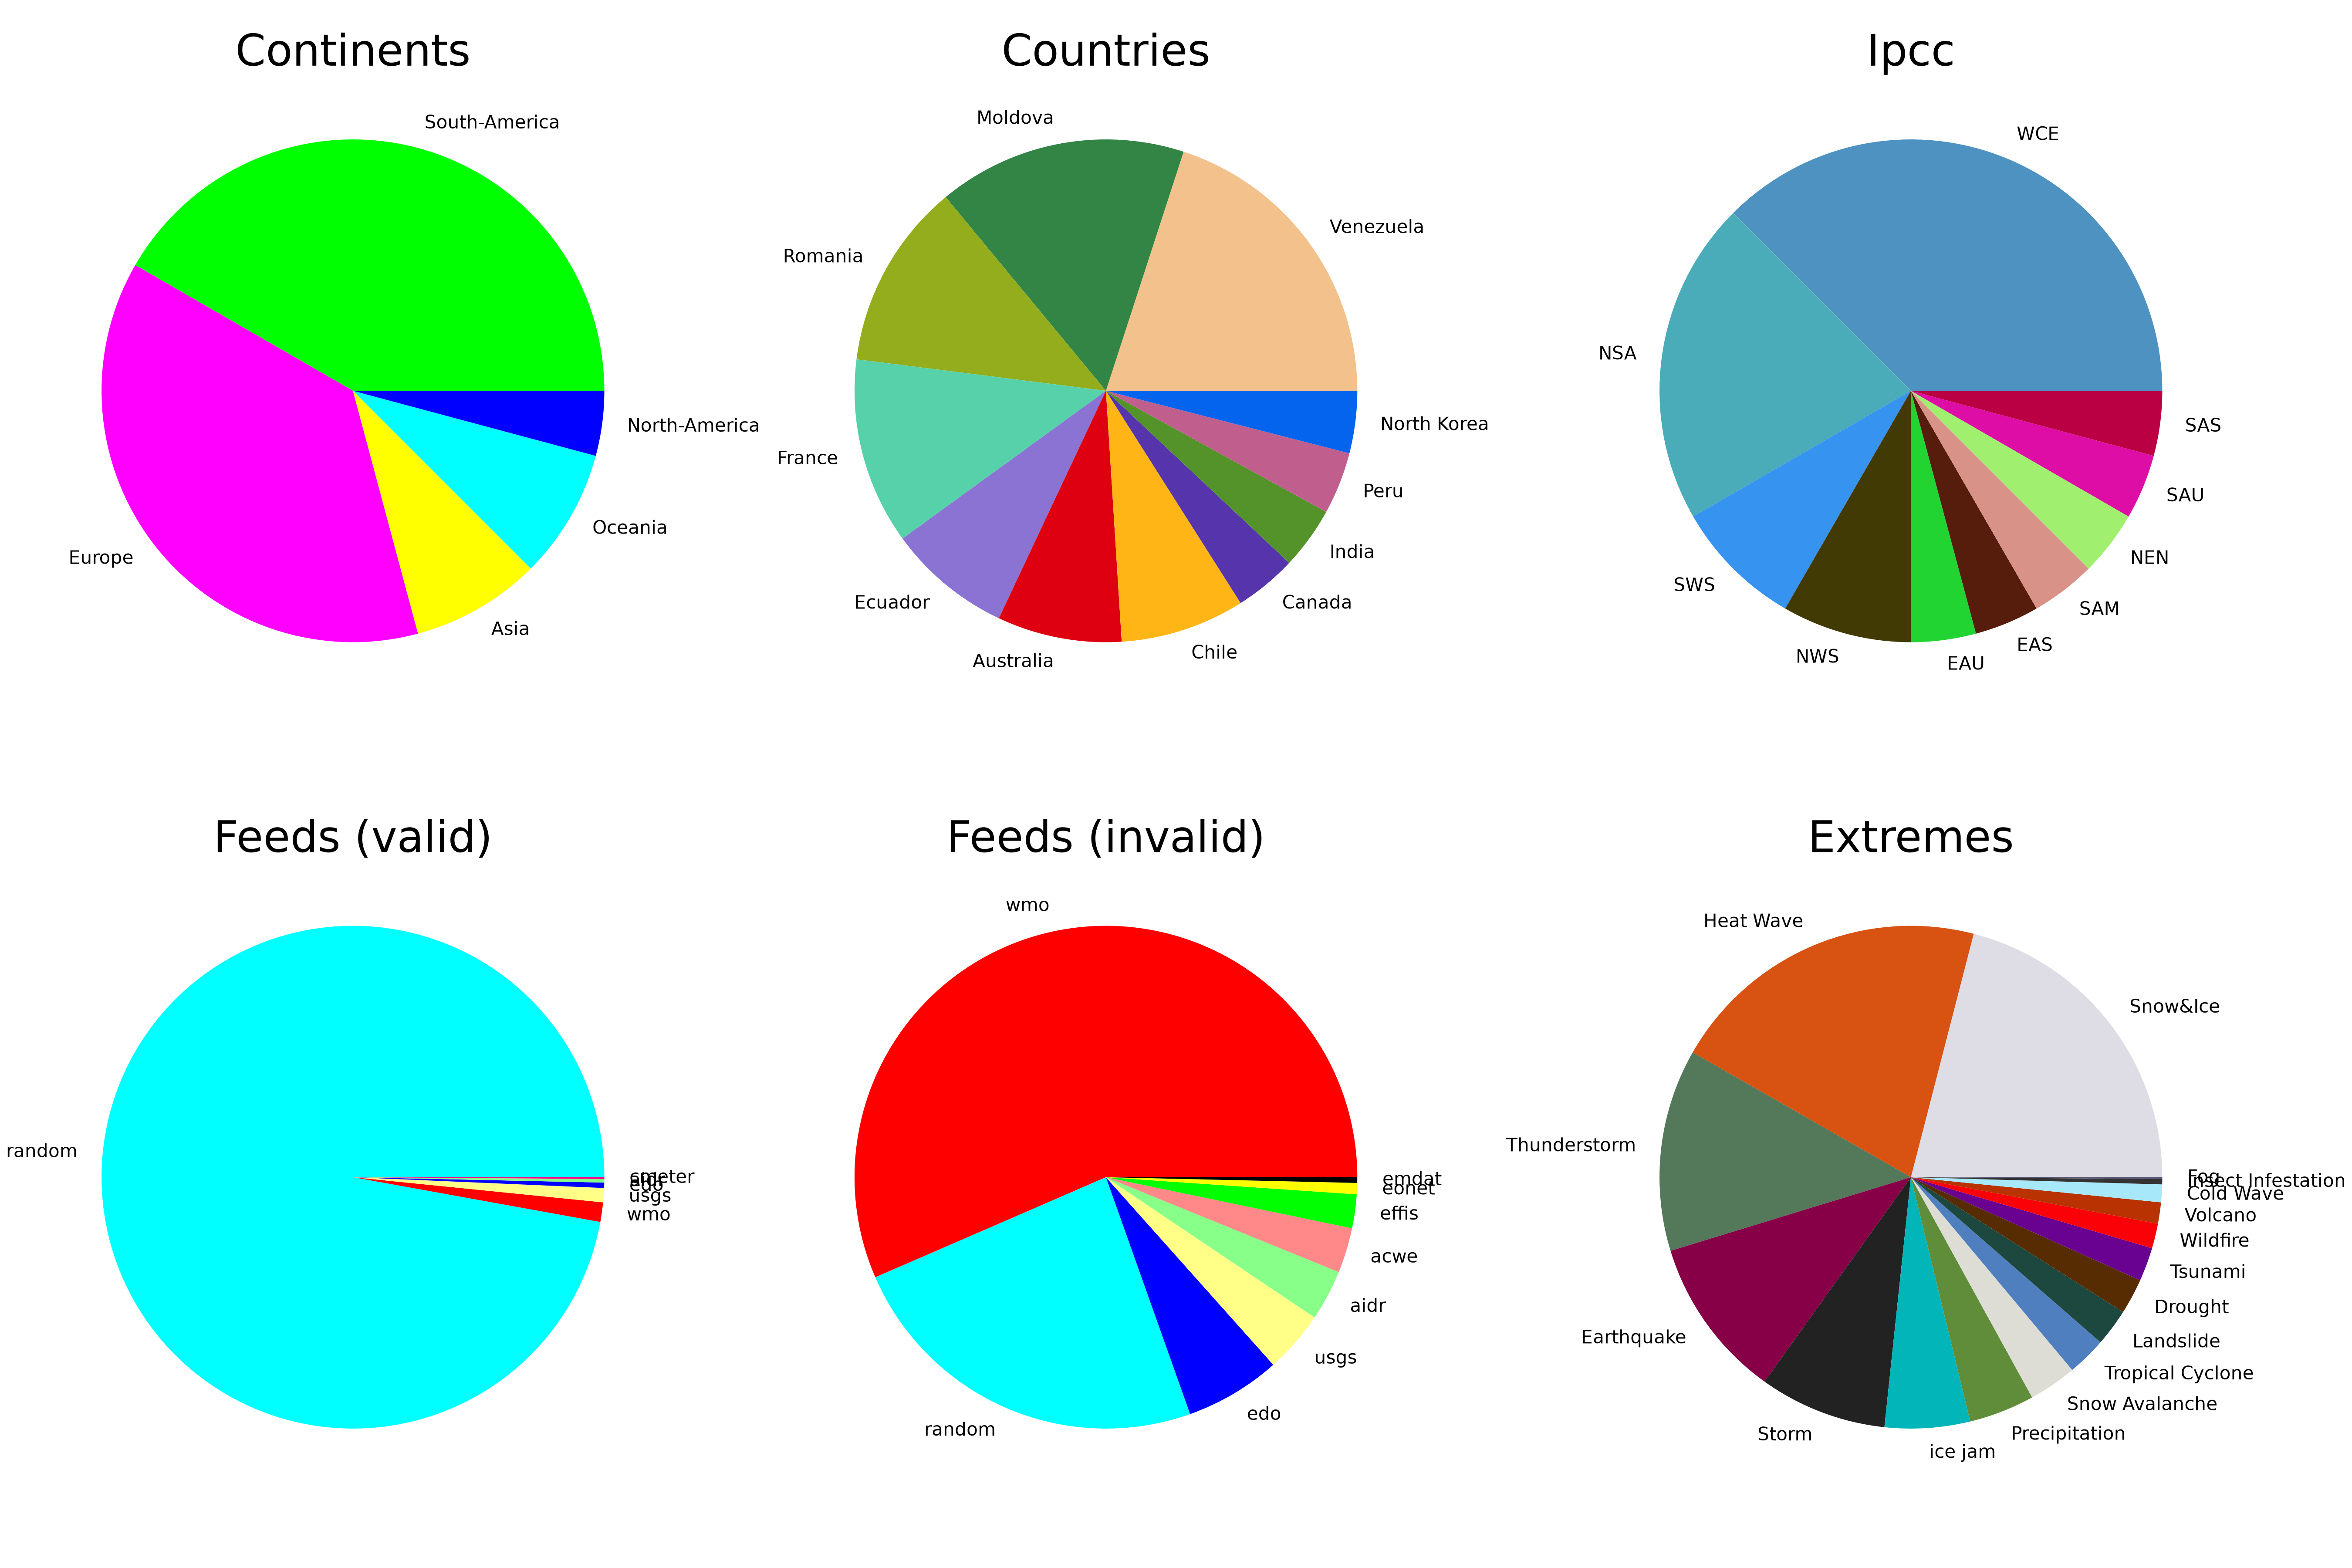 Continents
South-America
Europe
Asia
Oceania
North-America
Countries
Venezuela
Moldova
Romania
France
Ecuador
Australia
Chile
Canada
India
Peru
North Korea
Ipcc
WCE
NSA
SWS
NWS
EAU
EAS
SAM
NEN
SAU
SAS
Feeds (valid)
random
wmo
usgs
edo
cmeter
Feeds (invalid)
wmo
random
edo
usgs
aidr
acwe
effis
eonet
emdat
Extremes
Snow&Ice
Heat Wave
Thunderstorm
Earthquake
Storm
ice jam
Precipitation
Snow Avalanche
Tropical Cyclone
Landslide
Drought
Tsunami
Wildfire
Volcano
Cold Wave
Insect Infestation
Fog